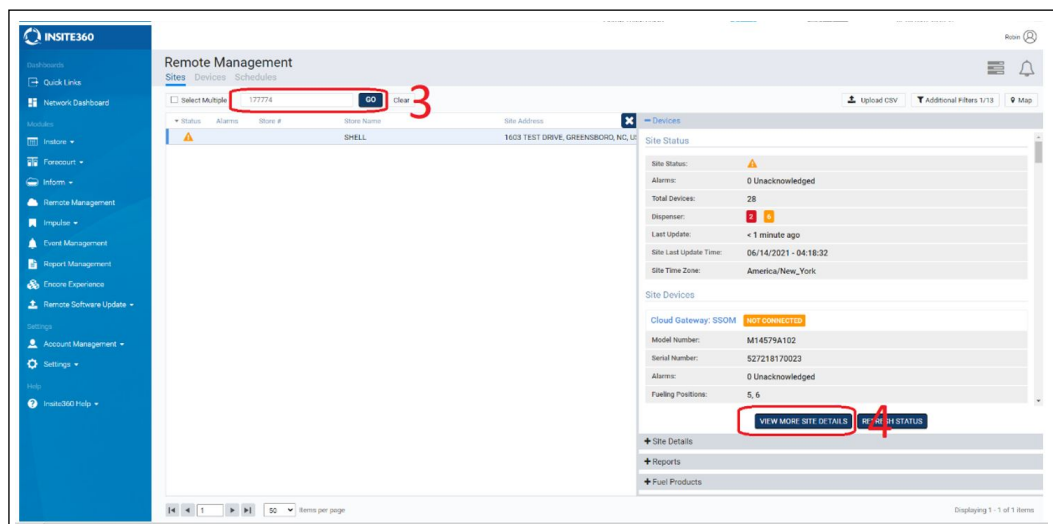 INSITE360
Robin
Dashboards
Quick Links
Network Dashboard
Modules
Instore
Forecourt
Inform
Remote Management
Impulse
Event Management
Report Management
Encore Experience
Remote Software Update
Settings
Account Management
Settings
Help
Insite360 Help
Remote Management
Sites Devices Schedules
Select Multiple 177774 GO Clear 3
Upload CSV Additional Filters 1/13 Map
Status Alarms Store # Store Name Site Address
SHELL 1603 TEST DRIVE, GREENSBORO, NC, US
Devices
Site Status
Site Status:
Alarms: 0 Unacknowledged
Total Devices: 28
Dispenser: 2 6
Last Update: < 1 minute ago
Site Last Update Time: 06/14/2021 - 04:18:32
Site Time Zone: America/New_York
Site Devices
Cloud Gateway: SSOM NOT CONNECTED
Model Number: M14579A102
Serial Number: 527218170023
Alarms: 0 Unacknowledged
Fueling Positions: 5, 6
VIEW MORE SITE DETAILS 4 REFRESH STATUS
+ Site Details
+ Reports
+ Fuel Products
1 50 items per page
Displaying 1 - 1 of 1 items